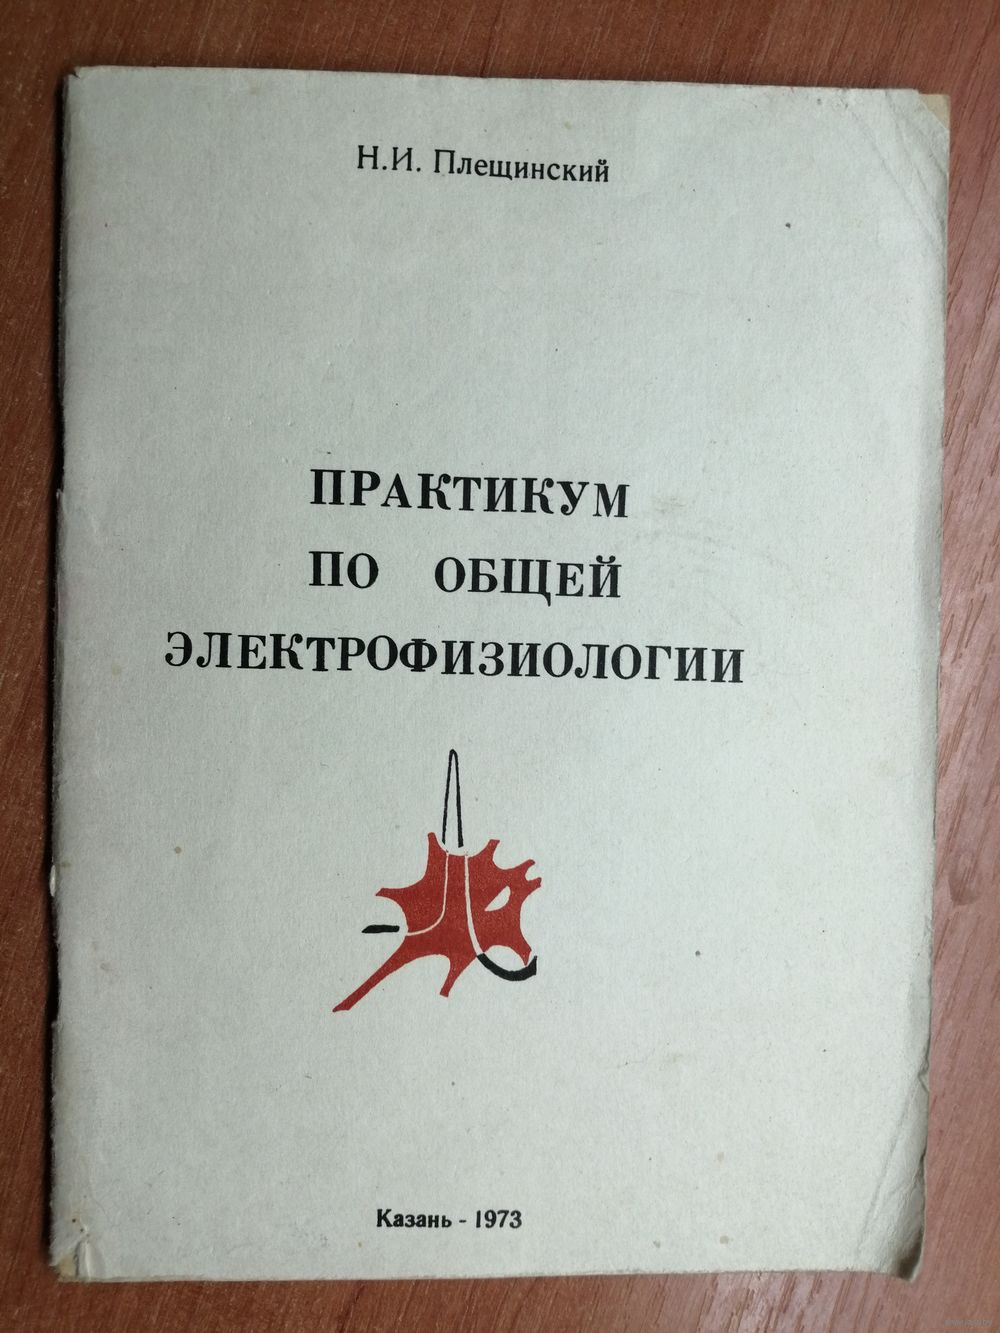 Н.И. Плещинский
ПРАКТИКУМ
ПО ОБЩЕЙ
ЭЛЕКТРОФИЗИОЛОГИИ
Казань - 1973